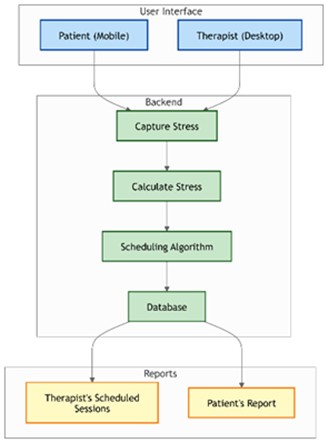 User Interface
Patient (Mobile)
Therapist (Desktop)
Backend
Capture Stress
Calculate Stress
Scheduling Algorithm
Database
Reports
Therapist's Scheduled
Sessions
Patient's Report